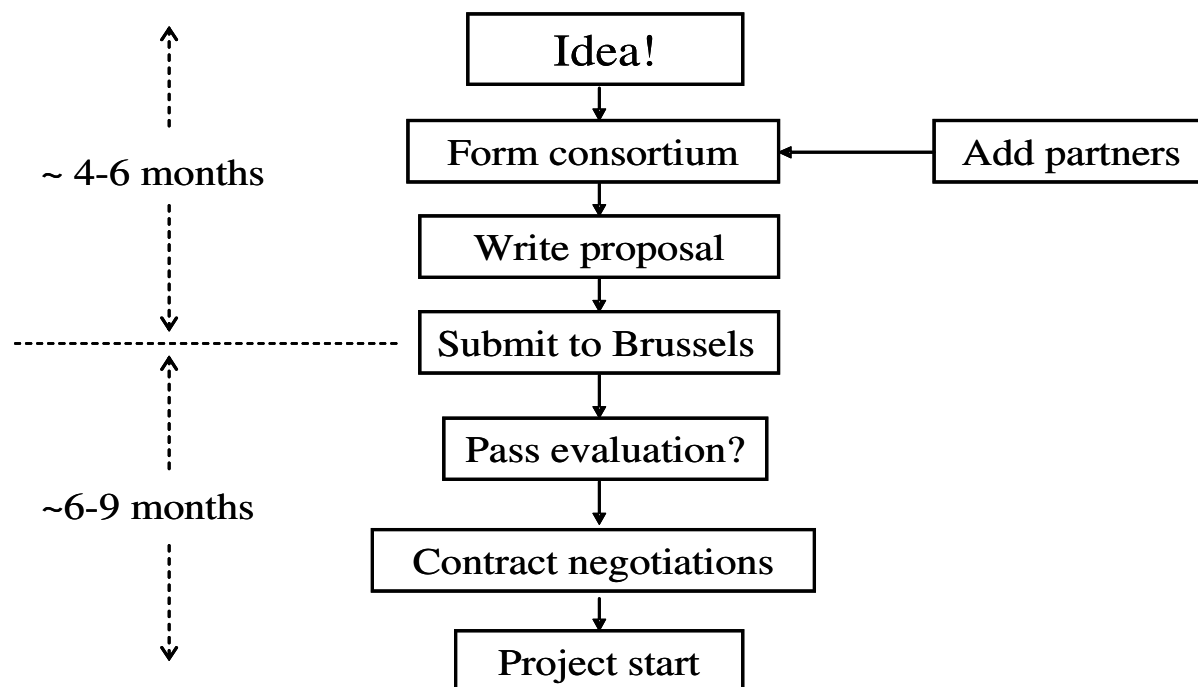 Idea!
Form consortium
Add partners
~ 4-6 months
Write proposal
Submit to Brussels
Pass evaluation?
~6-9 months
Contract negotiations
Project start